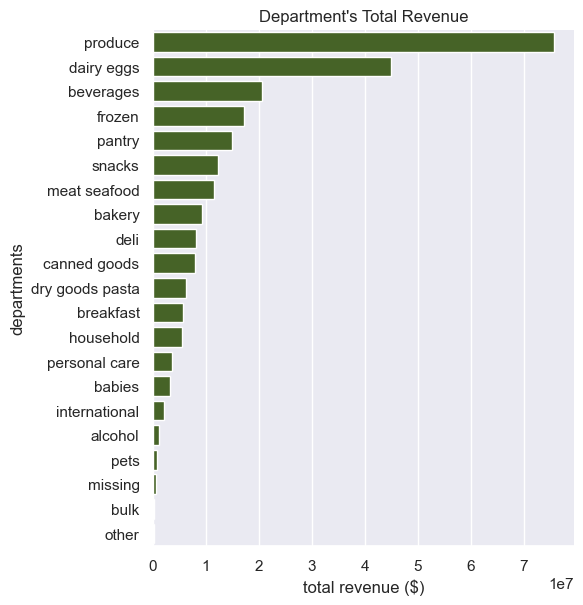 Department's Total Revenue
produce
dairy eggs
beverages
frozen
pantry
snacks
meat seafood
bakery
deli
canned goods
dry goods pasta
breakfast
household
personal care
babies
international
alcohol
pets
missing
bulk
other
departments
0 1 2 3 4 5 6 7
1e7
total revenue ($)